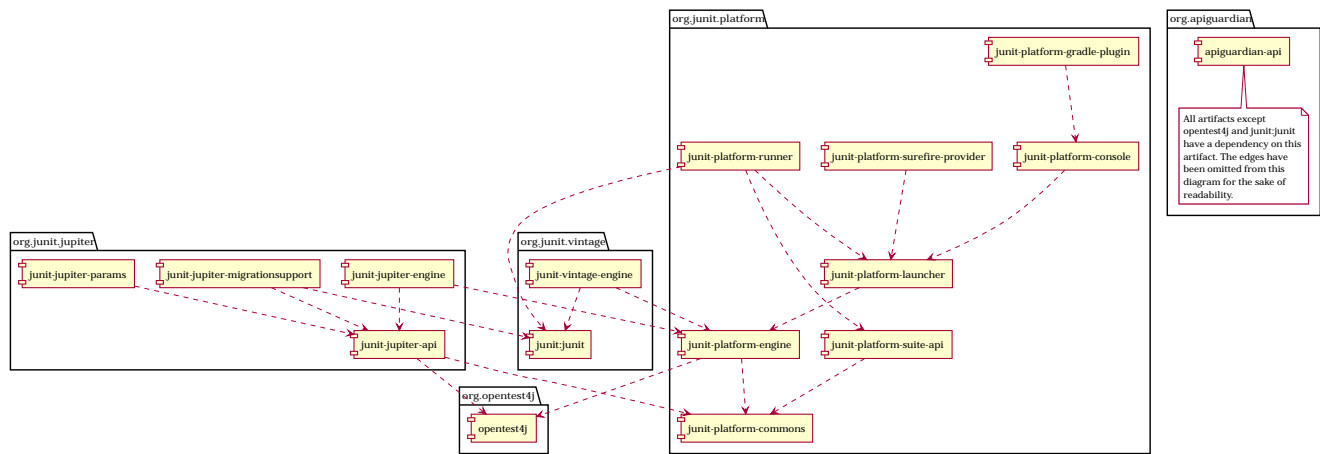 org.junit.platform
org.apiguardian
junit-platform-gradle-plugin
apiguardian-api
All artifacts except
opentest4j and junit:junit
have a dependency on this
artifact. The edges have
been omitted from this
diagram for the sake of
readability.
junit-platform-runner
junit-platform-surefire-provider
junit-platform-console
org.junit.jupiter
org.junit.vintage
junit-jupiter-params
junit-jupiter-migrationsupport
junit-jupiter-engine
junit-vintage-engine
junit-platform-launcher
junit-jupiter-api
junit:junit
junit-platform-engine
junit-platform-suite-api
org.opentest4j
opentest4j
junit-platform-commons